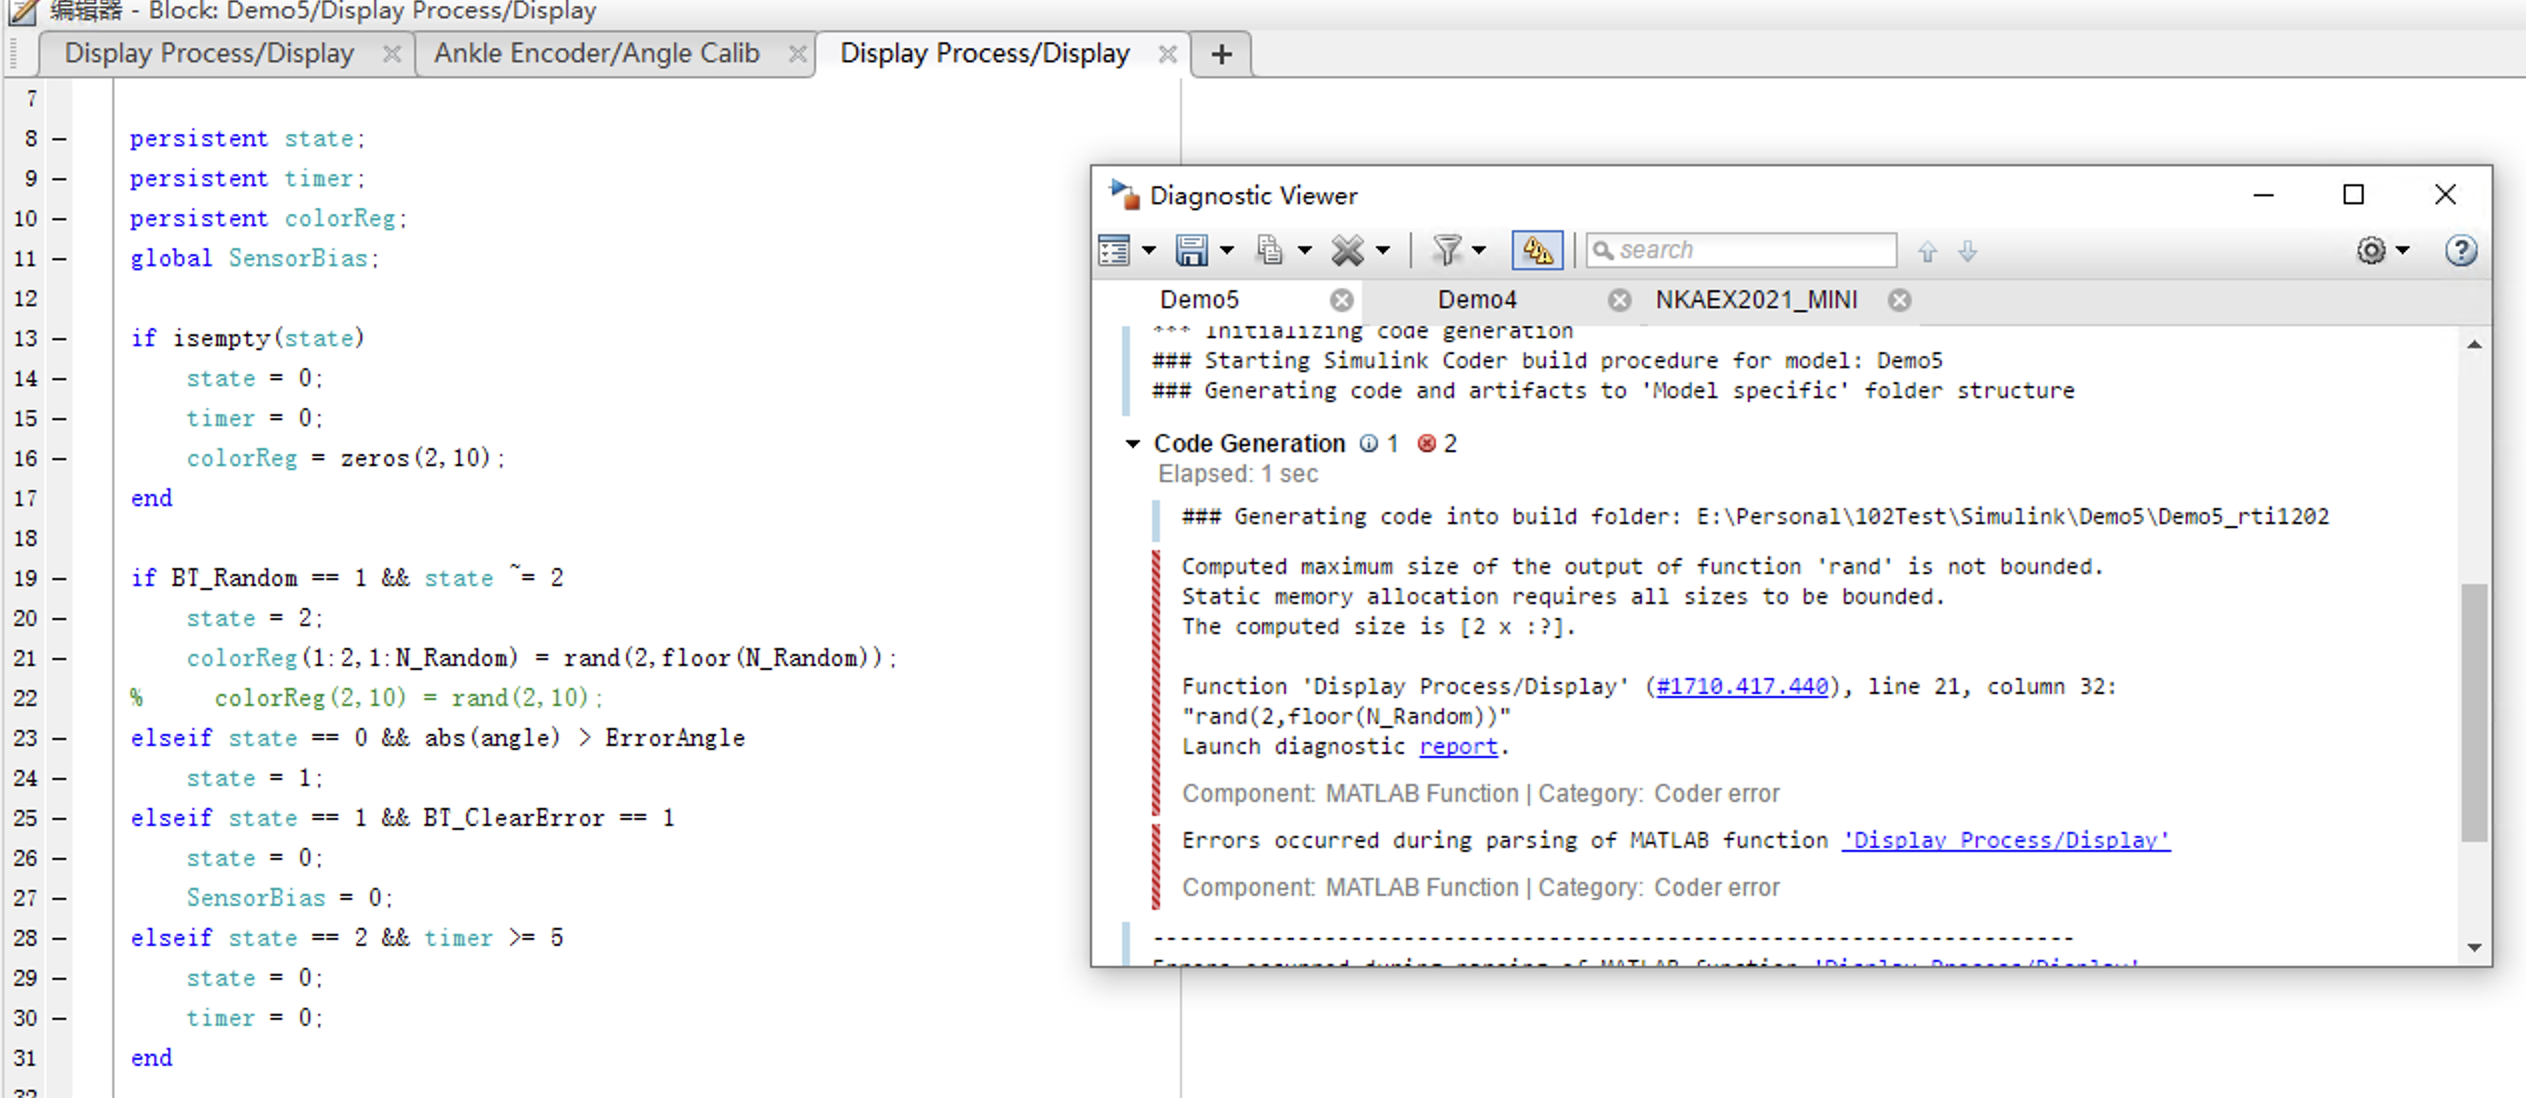 编辑器 - Block: Demo5/Display Process/Display
Display Process/Display
Ankle Encoder/Angle Calib
Display Process/Display
+
7
8 - persistent state;
9 - persistent timer;
10 - persistent colorReg;
11 - global SensorBias;
12
13 - if isempty(state)
14 - state = 0;
15 - timer = 0;
16 - colorReg = zeros(2,10);
17 - end
18
19 - if BT_Random == 1 && state ~= 2
20 - state = 2;
21 - colorReg(1:2,1:N_Random) = rand(2,floor(N_Random));
22 % colorReg(2,10) = rand(2,10);
23 - elseif state == 0 && abs(angle) > ErrorAngle
24 - state = 1;
25 - elseif state == 1 && BT_ClearError == 1
26 - state = 0;
27 - SensorBias = 0;
28 - elseif state == 2 && timer >= 5
29 - state = 0;
30 - timer = 0;
31 - end
32
Diagnostic Viewer
search
Demo5
Demo4
NKAEX2021_MINI
*** Initializing code generation
### Starting Simulink Coder build procedure for model: Demo5
### Generating code and artifacts to 'Model specific' folder structure
Code Generation 1 2
Elapsed: 1 sec
### Generating code into build folder: E:\Personal\102Test\Simulink\Demo5\Demo5_rti1202
Computed maximum size of the output of function 'rand' is not bounded.
Static memory allocation requires all sizes to be bounded.
The computed size is [2 x :?].
Function 'Display Process/Display' (#1710.417.440), line 21, column 32:
"rand(2,floor(N_Random))"
Launch diagnostic report.
Component: MATLAB Function | Category: Coder error
Errors occurred during parsing of MATLAB function 'Display Process/Display'
Component: MATLAB Function | Category: Coder error
-----------------------------------------------------------------------
Errors occurred during parsing of MATLAB function 'Display Process/Display'